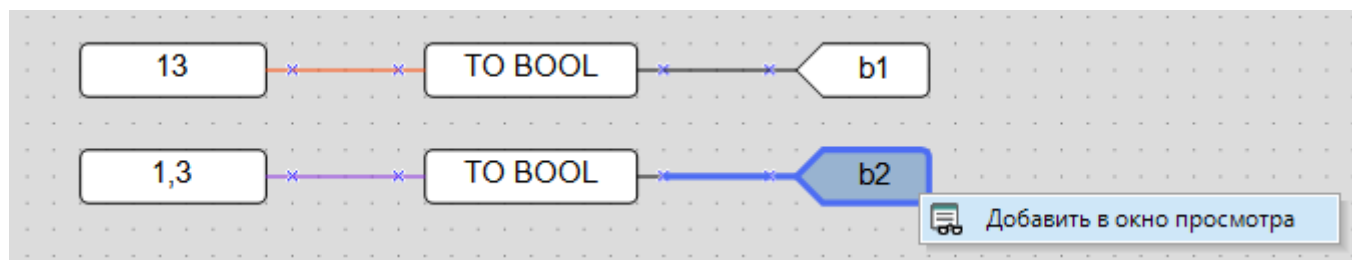 13 TO BOOL b1
1,3 TO BOOL b2
Добавить в окно просмотра